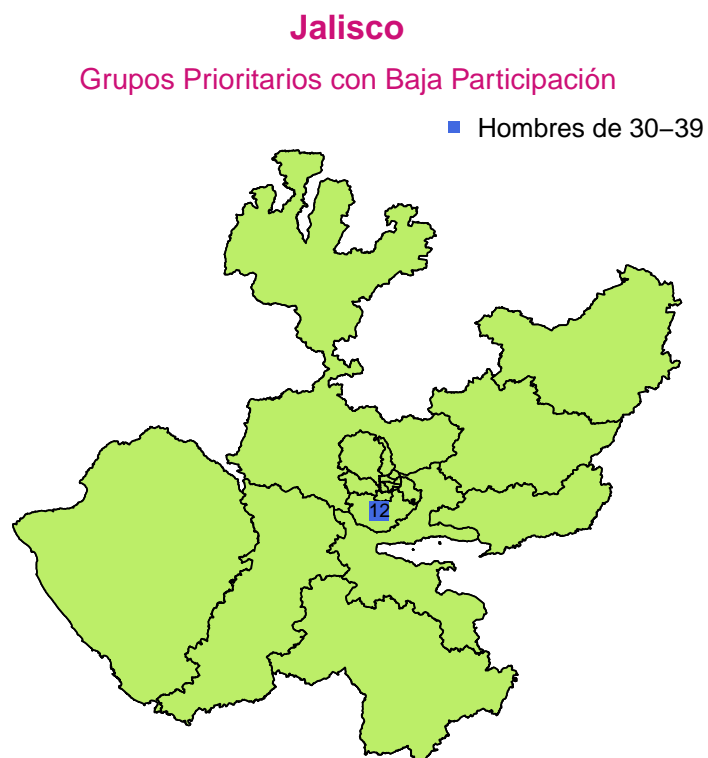 Jalisco
Grupos Prioritarios con Baja Participación
Hombres de 30−39
12